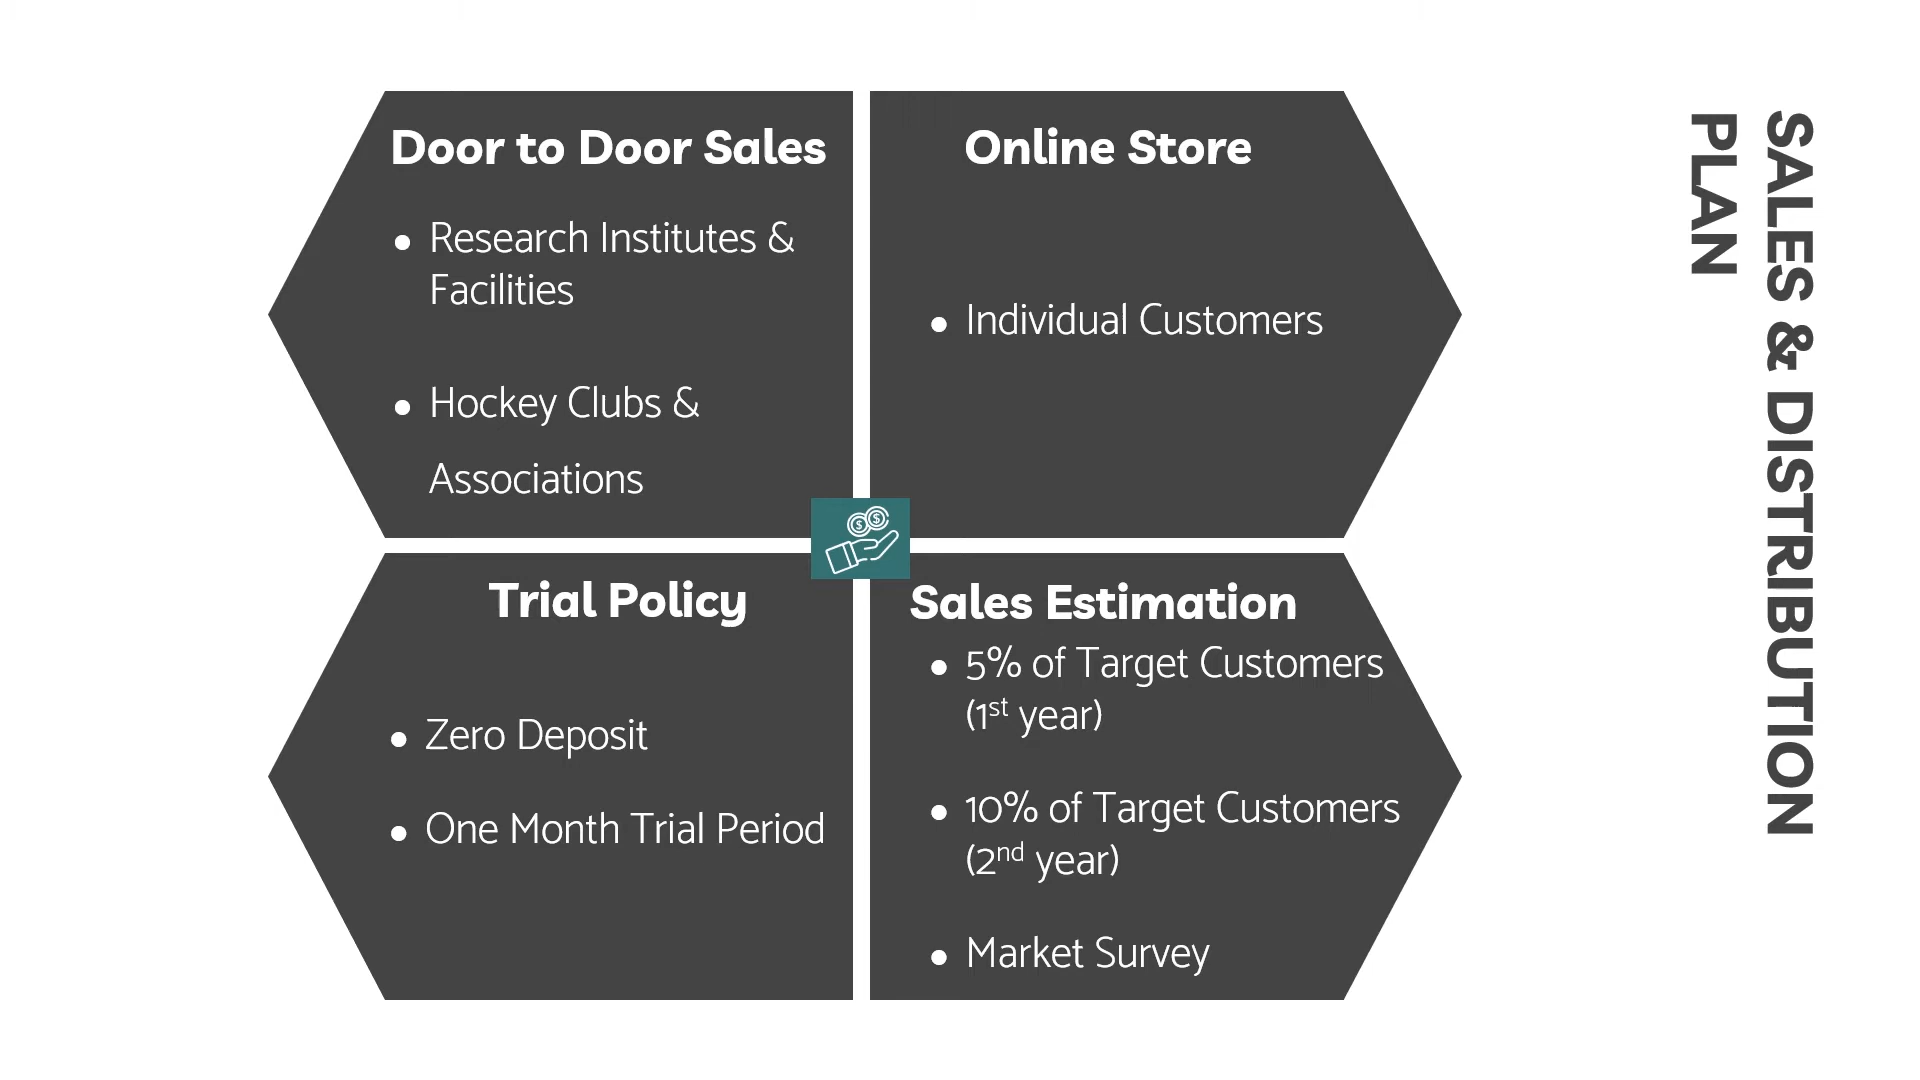 SALES & DISTRIBUTION
PLAN
Door to Door Sales
● Research Institutes &
Facilities
● Hockey Clubs &
Associations
Online Store
● Individual Customers
Trial Policy
● Zero Deposit
● One Month Trial Period
Sales Estimation
● 5% of Target Customers
(1st year)
● 10% of Target Customers
(2nd year)
● Market Survey
$ $